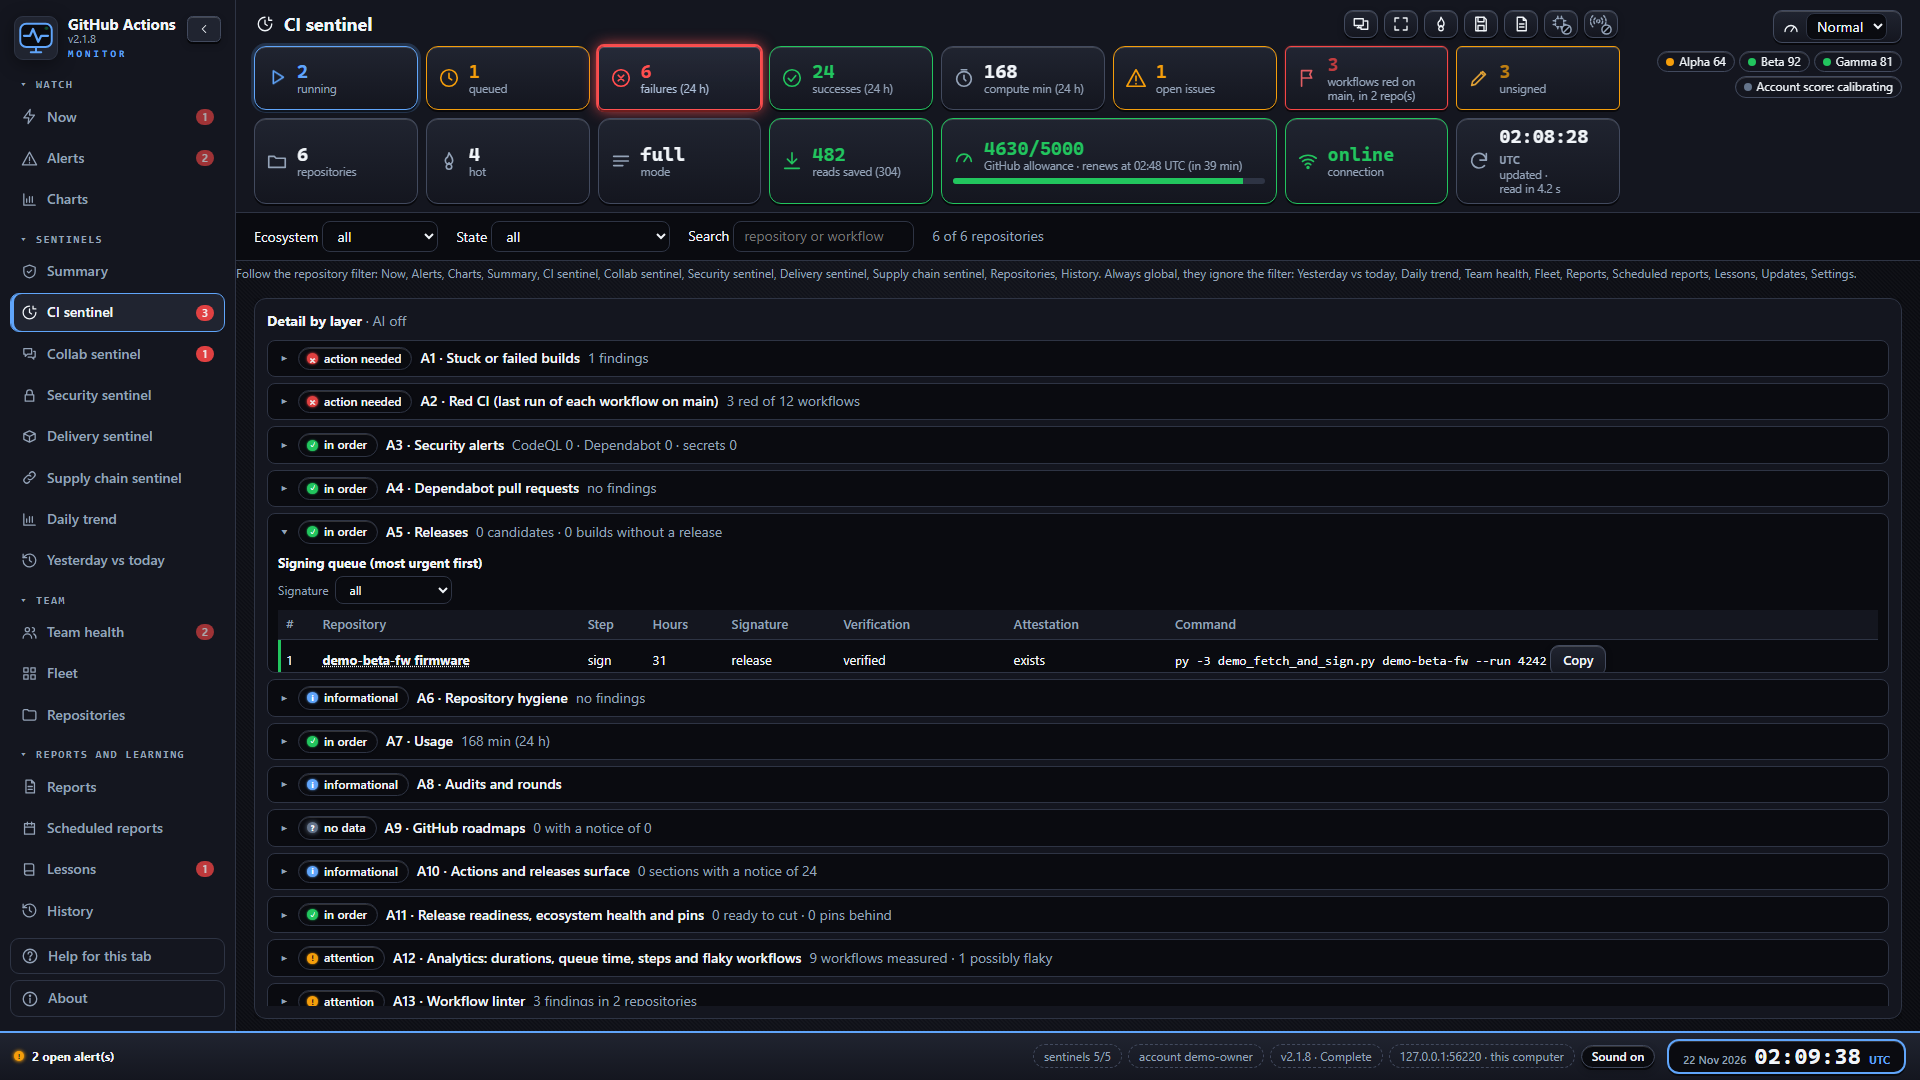 GitHub Actions
v2.1.8
MONITOR
WATCH
Now 1
Alerts 2
Charts
SENTINELS
Summary
CI sentinel 3
Collab sentinel 1
Security sentinel
Delivery sentinel
Supply chain sentinel
Daily trend
Yesterday vs today
TEAM
Team health 2
Fleet
Repositories
REPORTS AND LEARNING
Reports
Scheduled reports
Lessons 1
History
Help for this tab
About
CI sentinel
Normal
2
running
1
queued
6
failures (24 h)
24
successes (24 h)
168
compute min (24 h)
1
open issues
3
workflows red on
main, in 2 repo(s)
3
unsigned
Alpha 64
Beta 92
Gamma 81
Account score: calibrating
6
repositories
4
hot
full
mode
482
reads saved (304)
4630/5000
GitHub allowance · renews at 02:48 UTC (in 39 min)
online
connection
02:08:28
UTC
updated ·
read in 4.2 s
Ecosystem all State all Search repository or workflow 6 of 6 repositories
Follow the repository filter: Now, Alerts, Charts, Summary, CI sentinel, Collab sentinel, Security sentinel, Delivery sentinel, Supply chain sentinel, Repositories, History. Always global, they ignore the filter: Yesterday vs today, Daily trend, Team health, Fleet, Reports, Scheduled reports, Lessons, Updates, Settings.
Detail by layer · AI off
action needed A1 · Stuck or failed builds 1 findings
action needed A2 · Red CI (last run of each workflow on main) 3 red of 12 workflows
in order A3 · Security alerts CodeQL 0 · Dependabot 0 · secrets 0
in order A4 · Dependabot pull requests no findings
in order A5 · Releases 0 candidates · 0 builds without a release
Signing queue (most urgent first)
Signature all
# Repository Step Hours Signature Verification Attestation Command
1 demo-beta-fw firmware sign 31 release verified exists py -3 demo_fetch_and_sign.py demo-beta-fw --run 4242 Copy
informational A6 · Repository hygiene no findings
in order A7 · Usage 168 min (24 h)
informational A8 · Audits and rounds
no data A9 · GitHub roadmaps 0 with a notice of 0
informational A10 · Actions and releases surface 0 sections with a notice of 24
in order A11 · Release readiness, ecosystem health and pins 0 ready to cut · 0 pins behind
attention A12 · Analytics: durations, queue time, steps and flaky workflows 9 workflows measured · 1 possibly flaky
attention A13 · Workflow linter 3 findings in 2 repositories
2 open alert(s)
sentinels 5/5
account demo-owner
v2.1.8 · Complete
127.0.0.1:56220 · this computer
Sound on
22 Nov 2026 02:09:38 UTC